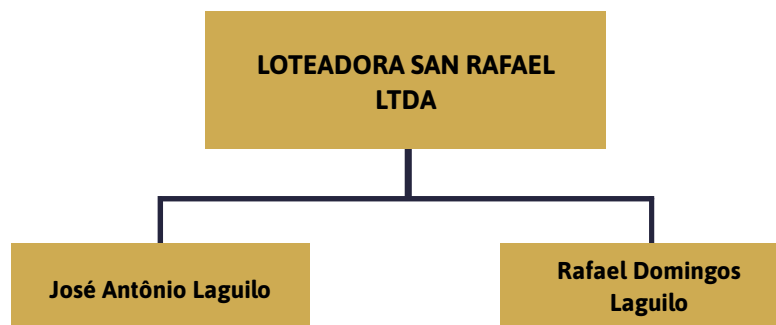 LOTEADORA SAN RAFAEL
LTDA
José Antônio Laguilo
Rafael Domingos
Laguilo